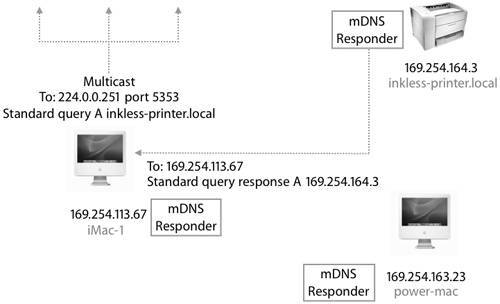 mDNS
Responder
169.254.164.3
inkless-printer.local
Multicast
To: 224.0.0.251 port 5353
Standard query A inkless-printer.local
To: 169.254.113.67
Standard query response A 169.254.164.3
169.254.113.67
iMac-1
mDNS
Responder
mDNS
Responder
169.254.163.23
power-mac